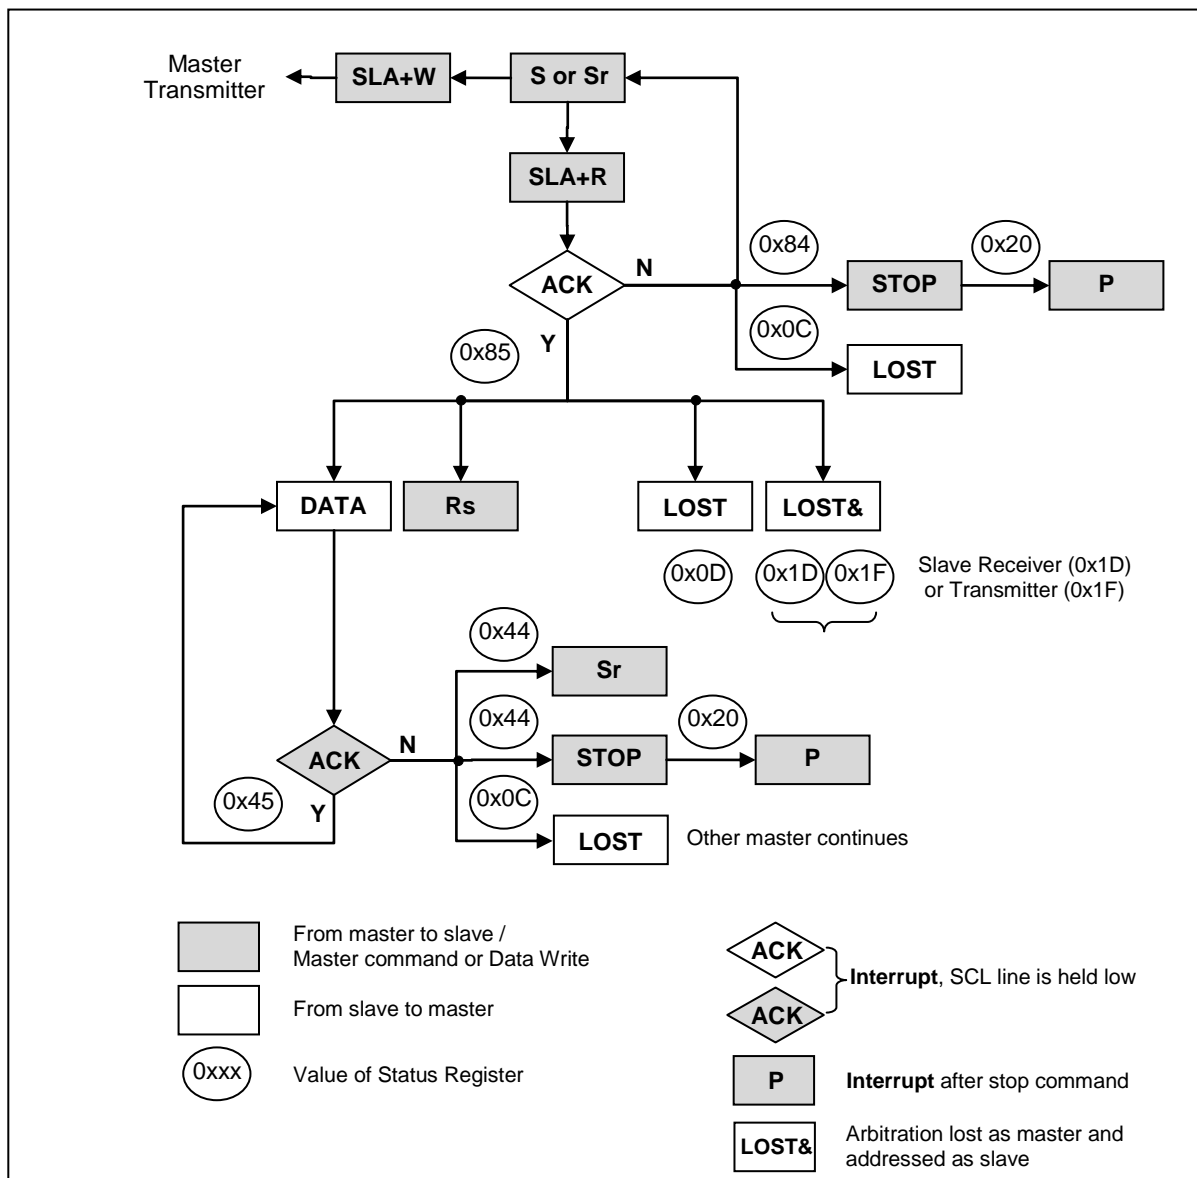 Master
Transmitter
SLA+W
S or Sr
SLA+R
ACK
N
0x84
STOP
0x20
P
0x0C
LOST
Y
0x85
DATA
Rs
LOST
LOST&
0x0D
0x1D
0x1F
Slave Receiver (0x1D)
or Transmitter (0x1F)
0x44
Sr
0x44
0x20
ACK
N
STOP
P
0x45
Y
0x0C
LOST
Other master continues
From master to slave /
Master command or Data Write
From slave to master
0xxx
Value of Status Register
ACK
ACK
Interrupt, SCL line is held low
P
Interrupt after stop command
LOST&
Arbitration lost as master and
addressed as slave